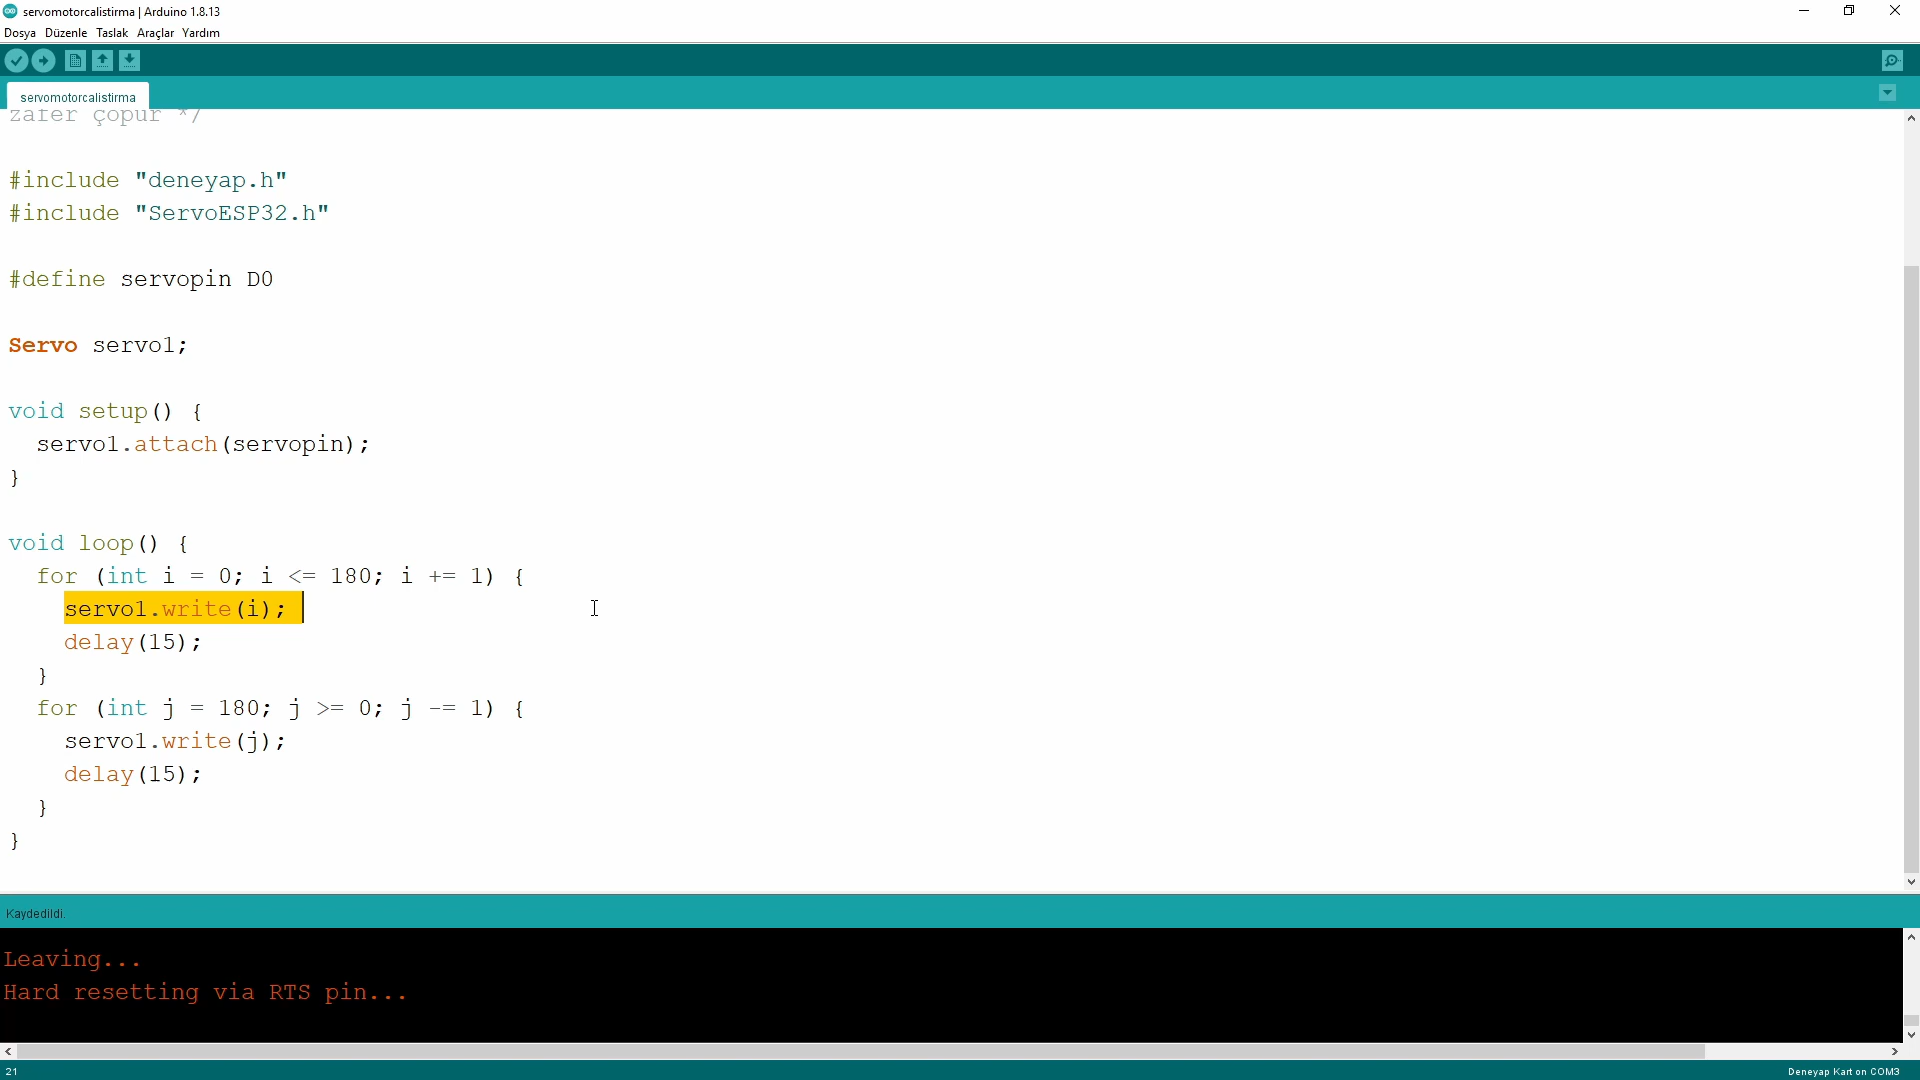 servomotorcalistirma | Arduino 1.8.13
Dosya Düzenle Taslak Araçlar Yardım
servomotorcalistirma
zafer çopur */
#include "deneyap.h"
#include "ServoESP32.h"
#define servopin D0
Servo servo1;
void setup() {
servo1.attach(servopin);
}
void loop() {
for (int i = 0; i <= 180; i += 1) {
servo1.write(i);
delay(15);
}
for (int j = 180; j >= 0; j -= 1) {
servo1.write(j);
delay(15);
}
}
Kaydedildi.
Leaving...
Hard resetting via RTS pin...
21
Deneyap Kart on COM3